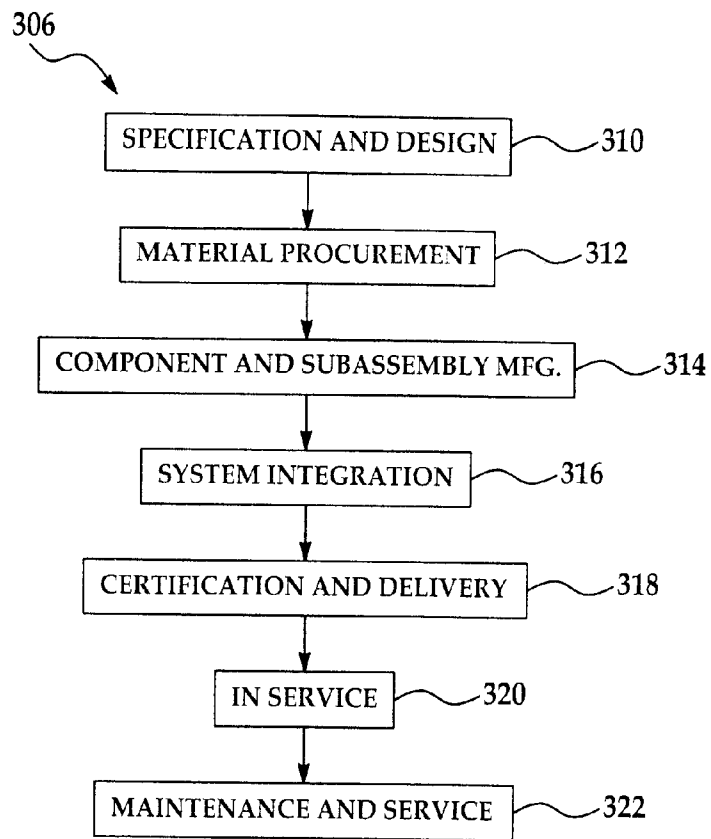 306
SPECIFICATION AND DESIGN 310
MATERIAL PROCUREMENT 312
COMPONENT AND SUBASSEMBLY MFG. 314
SYSTEM INTEGRATION 316
CERTIFICATION AND DELIVERY 318
IN SERVICE 320
MAINTENANCE AND SERVICE 322